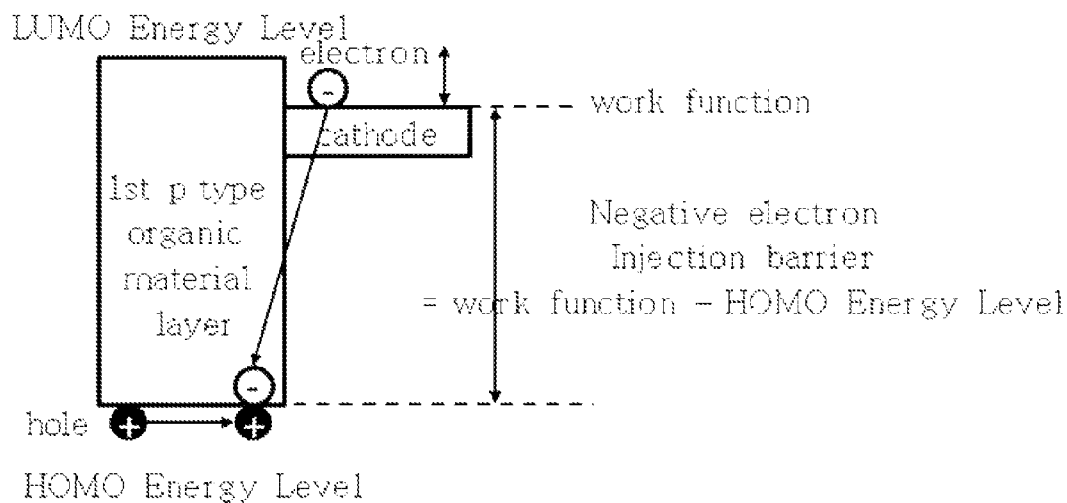 LUMO Energy Level
electron
-
work function
cathode
1st p type
organic
material
layer
Negative electron
Injection barrier
= work function - HOMO Energy Level
-
hole + +
HOMO Energy Level